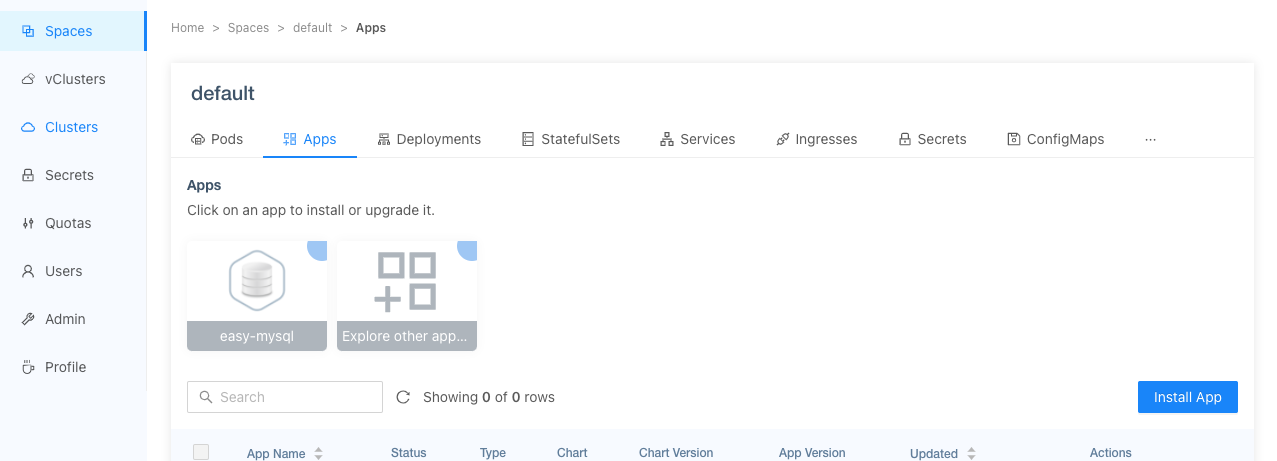 Spaces
vClusters
Clusters
Secrets
Quotas
Users
Admin
Profile
Home > Spaces > default > Apps
default
Pods Apps Deployments StatefulSets Services Ingresses Secrets ConfigMaps ...
Apps
Click on an app to install or upgrade it.
easy-mysql Explore other app...
Search Showing 0 of 0 rows Install App
App Name Status Type Chart Chart Version App Version Updated Actions